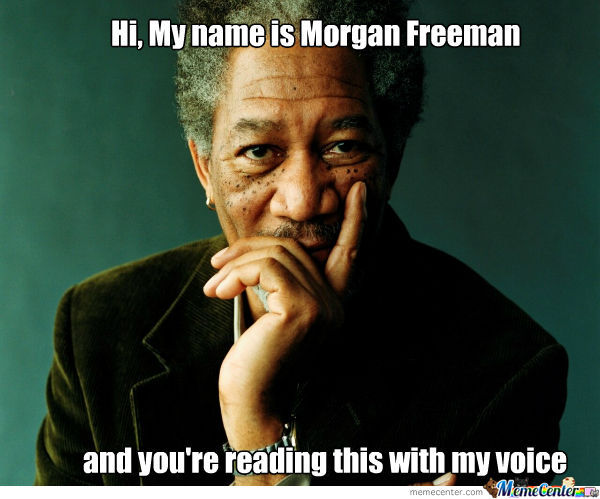 Hi, My name is Morgan Freeman
and you're reading this with my voice
memecenter.com MemeCenter